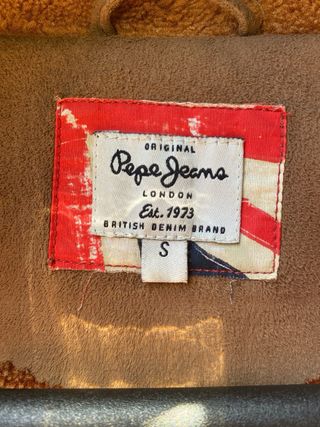 ORIGINAL
Pepe Jeans
LONDON
Est. 1973
BRITISH DENIM BRAND
S